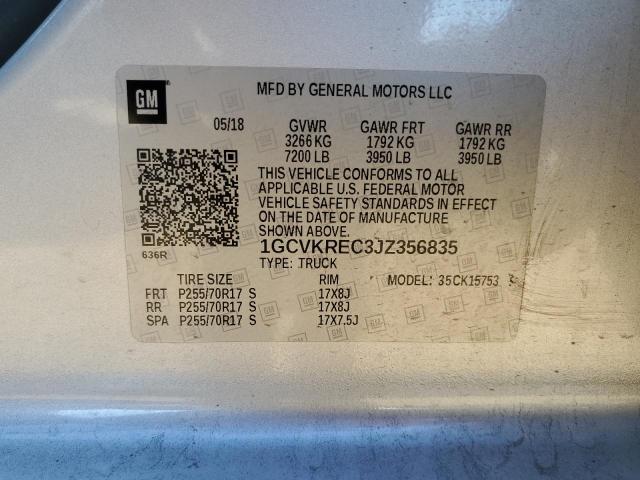 GM
MFD BY GENERAL MOTORS LLC
05/18 GVWR GAWR FRT GAWR RR
3266 KG 1792 KG 1792 KG
7200 LB 3950 LB 3950 LB
THIS VEHICLE CONFORMS TO ALL
APPLICABLE U.S. FEDERAL MOTOR
VEHICLE SAFETY STANDARDS IN EFFECT
ON THE DATE OF MANUFACTURE
SHOWN ABOVE.
636R
1GCVKREC3JZ356835
TYPE: TRUCK
TIRE SIZE RIM MODEL: 35CK15753
FRT P255/70R17 S 17X8J
RR P255/70R17 S 17X8J
SPA P255/70R17 S 17X7.5J